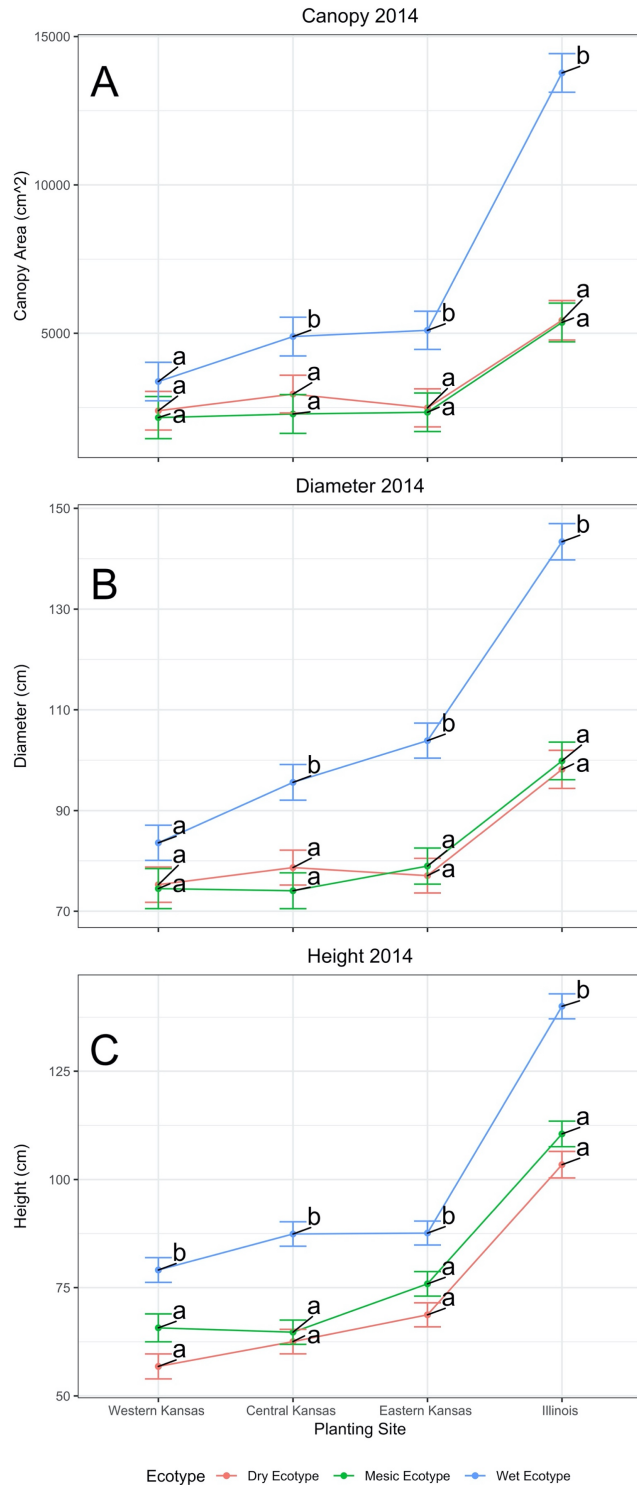 Canopy 2014
A
15000
10000
5000
Canopy Area (cm^2)
a
a
a
b
a
a
b
a
a
b
a
a
Diameter 2014
B
150
130
110
90
70
Diameter (cm)
a
a
a
b
a
a
b
a
a
b
a
a
Height 2014
C
125
100
75
50
Height (cm)
b
a
a
b
a
a
b
a
a
b
a
a
Western Kansas Central Kansas Eastern Kansas Illinois
Planting Site
Ecotype Dry Ecotype Mesic Ecotype Wet Ecotype